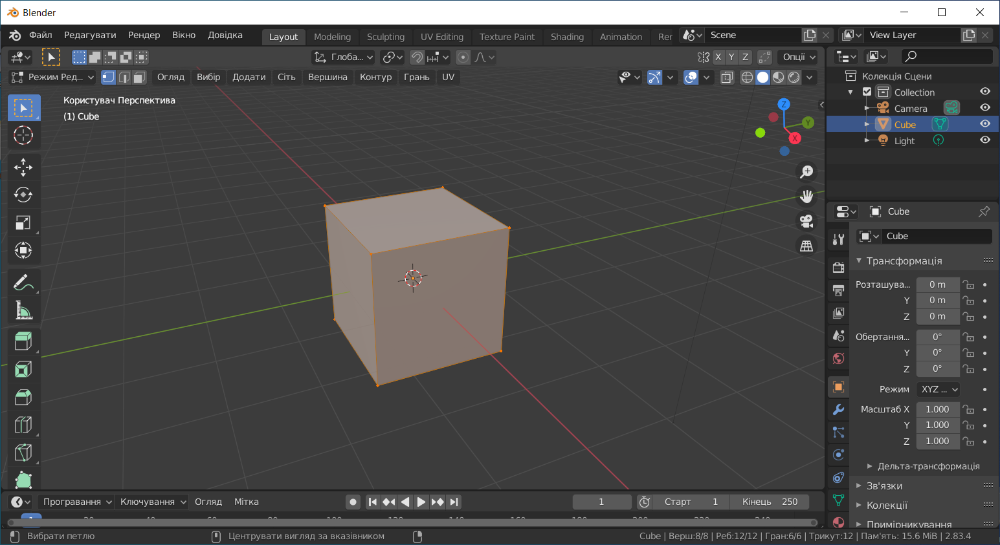 Blender
Файл Редагувати Рендер Вікно Довідка Layout Modeling Sculpting UV Editing Texture Paint Shading Animation Scene View Layer
Глоба... X Y Z Опції
Режим Ред... Огляд Вибір Додати Сіть Вершина Контур Грань UV
Користувач Перспектива
(1) Cube
Z
Y
X
Колекція Сцени
Collection
Camera
Cube
Light
Cube
Cube
Трансформація
Розташува... 0 m
Y 0 m
Z 0 m
Обертання... 0°
Y 0°
Z 0°
Режим XYZ ...
Масштаб X 1.000
Y 1.000
Z 1.000
Дельта-трансформація
Зв'язки
Колекції
Примірникування
Програвання Ключування Огляд Мітка 1 Старт 1 Кінець 250
Вибрати петлю Центрувати вигляд за вказівником Cube | Верш:8/8 | Реб:12/12 | Гран:6/6 | Трикут:12 | Пам'ять: 15.6 MiB | 2.83.4